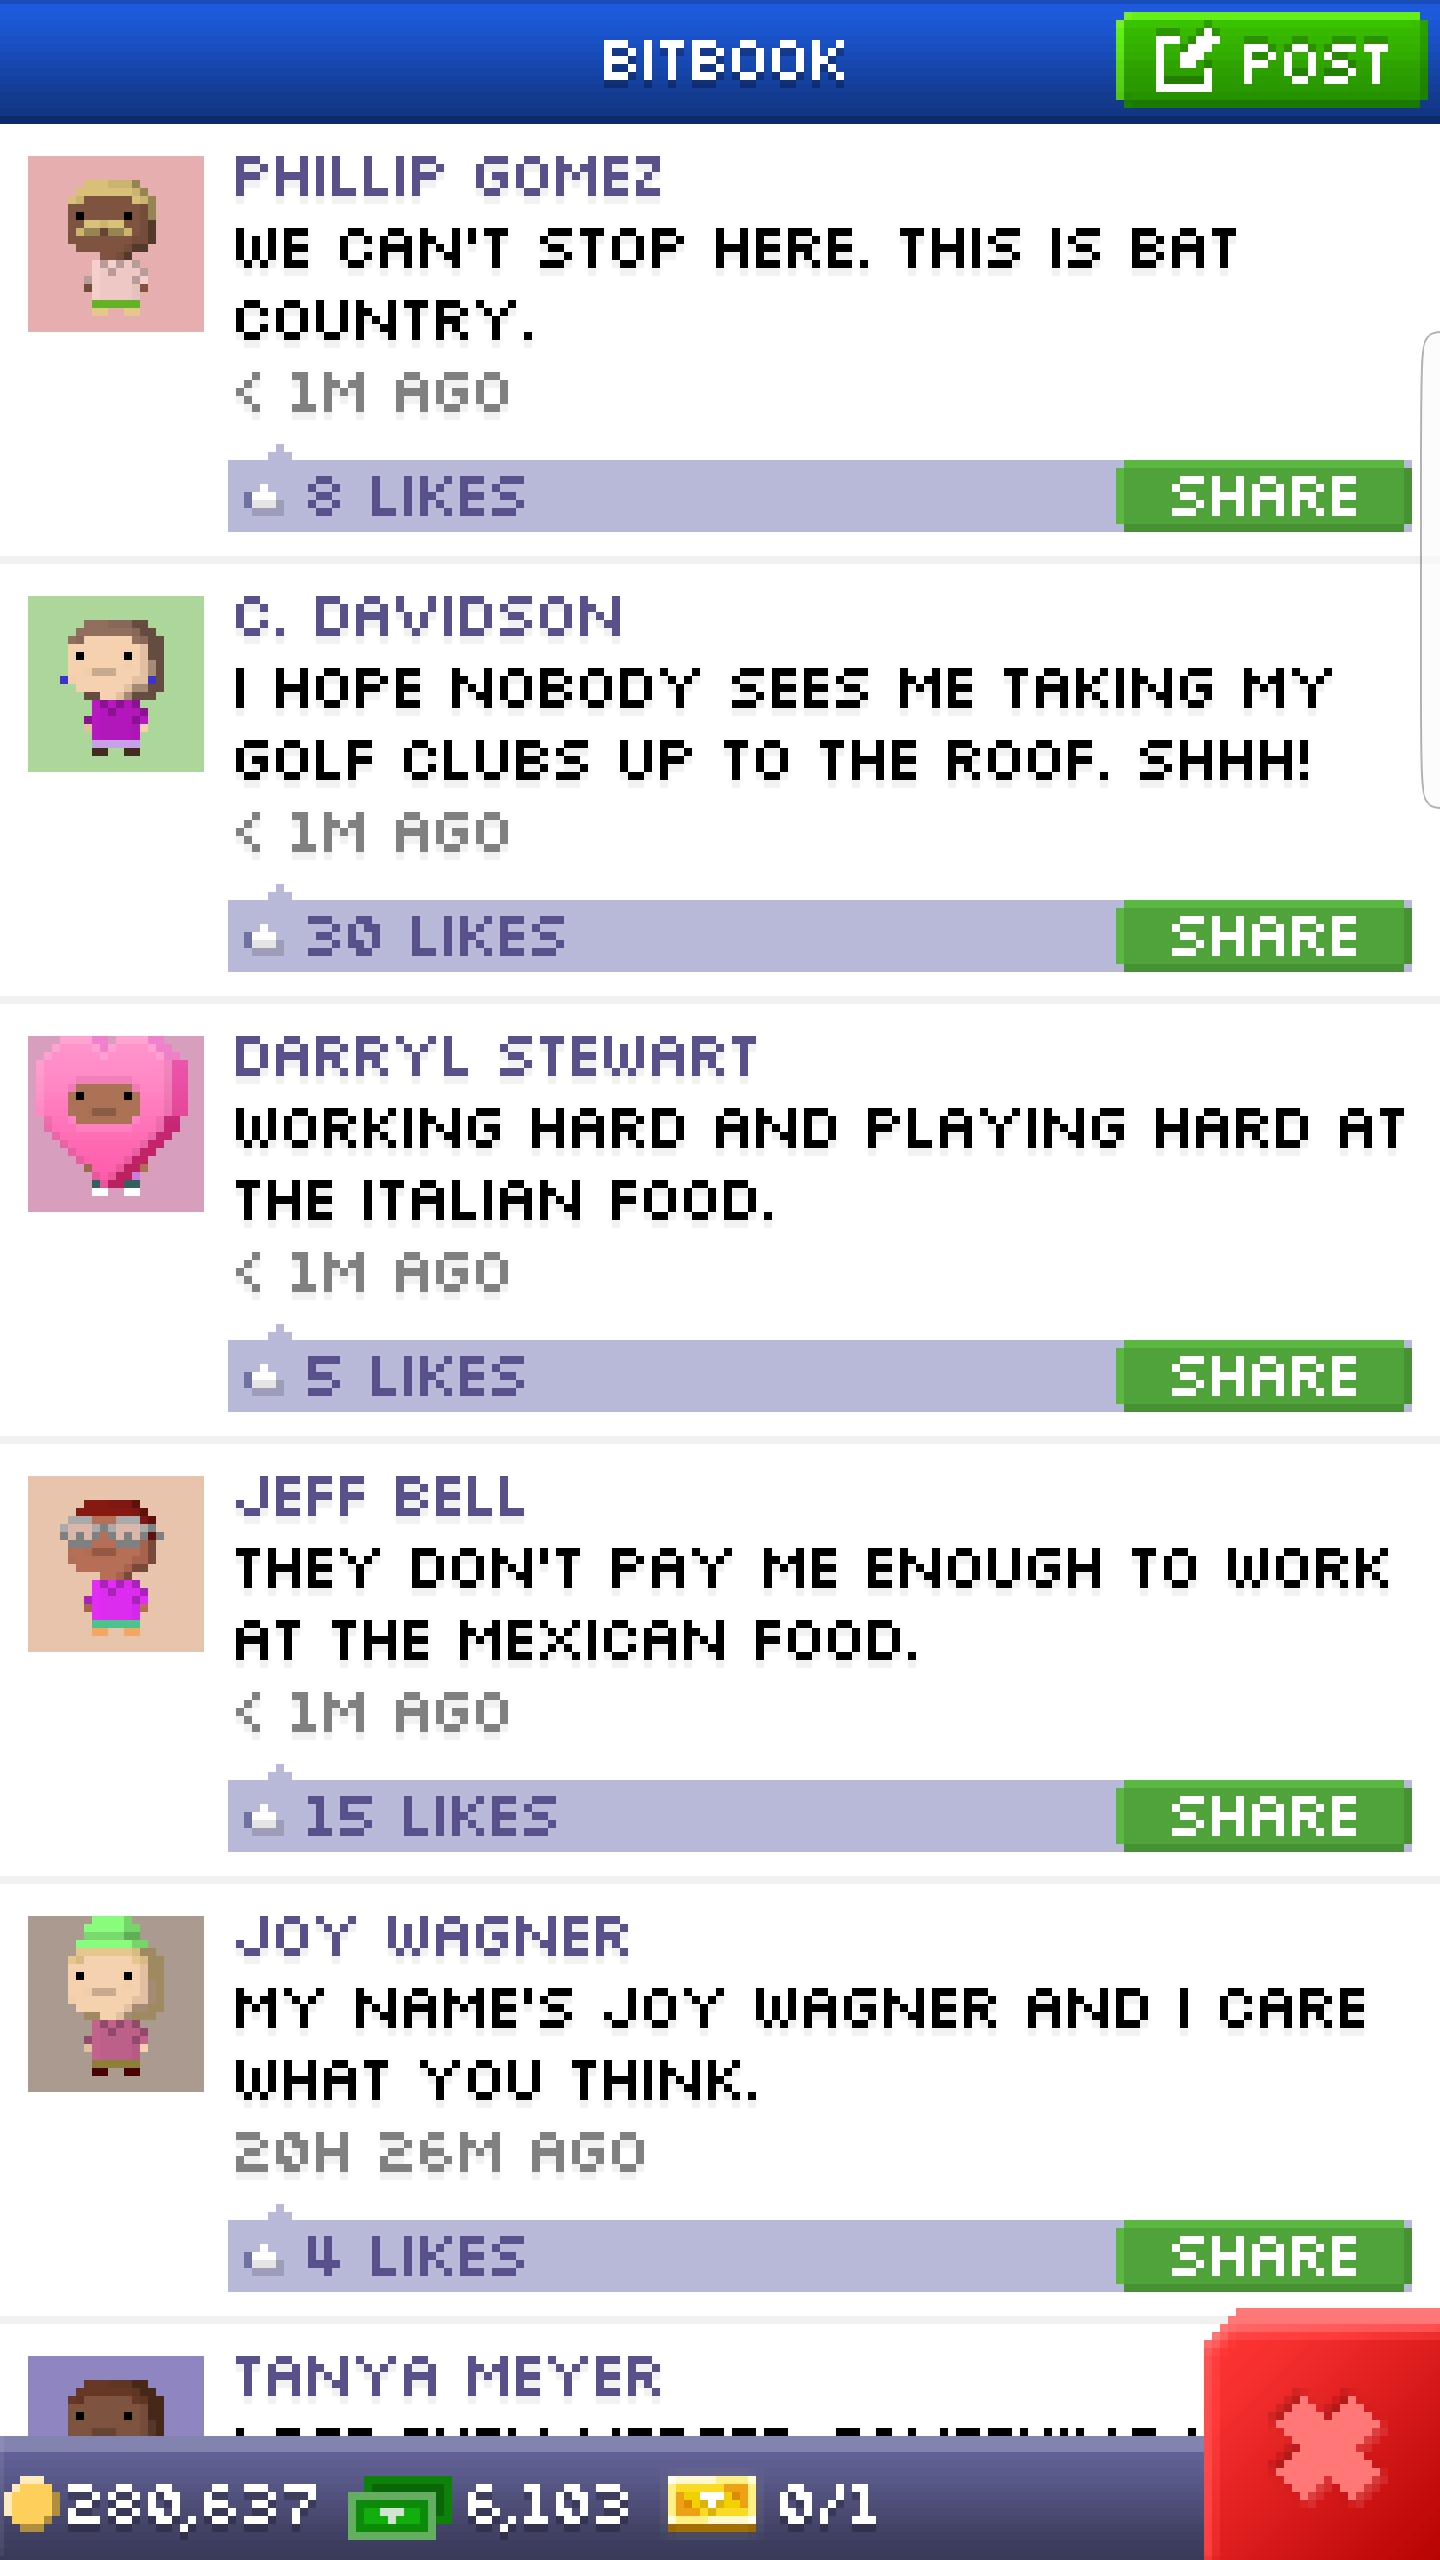 BITBOOK
POST
PHILLIP GOMEZ
WE CAN'T STOP HERE. THIS IS BAT
COUNTRY.
< 1M AGO
8 LIKES
SHARE
C. DAVIDSON
I HOPE NOBODY SEES ME TAKING MY
GOLF CLUBS UP TO THE ROOF. SHHH!
< 1M AGO
30 LIKES
SHARE
DARRYL STEWART
WORKING HARD AND PLAYING HARD AT
THE ITALIAN FOOD.
< 1M AGO
5 LIKES
SHARE
JEFF BELL
THEY DON'T PAY ME ENOUGH TO WORK
AT THE MEXICAN FOOD.
< 1M AGO
15 LIKES
SHARE
JOY WAGNER
MY NAME'S JOY WAGNER AND I CARE
WHAT YOU THINK.
20H 26M AGO
4 LIKES
SHARE
TANYA MEYER
280,637
6,103
0/1